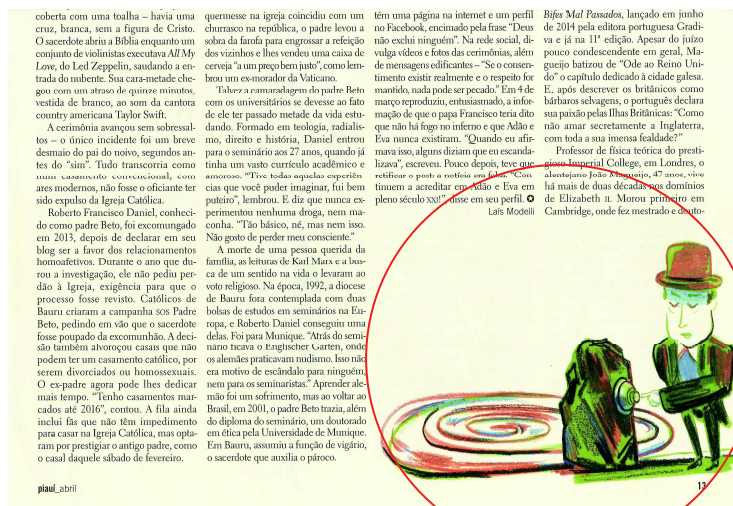 coberta com uma toalha – havia uma
cruz, branca, sem a figura de Cristo.
O sacerdote abriu a Bíblia enquanto um
conjunto de violinistas executava All My
Love, do Led Zeppelin, saudando a en-
trada do nubente. Sua cara-metade che-
gou com um atraso de quinze minutos,
vestida de branco, ao som da cantora
country americana Taylor Swift.
A cerimônia avançou sem sobressal-
tos – o único incidente foi um breve
desmaio do pai do noivo, segundos an-
tes do “sim”. Tudo transcorria como
num casamento convencional, com
ares modernos, não fosse o oficiante ter
sido expulso da Igreja Católica.
Roberto Francisco Daniel, conheci-
do como padre Beto, foi excomungado
em 2013, depois de declarar em seu
blog ser a favor dos relacionamentos
homoafetivos. Durante o ano que du-
rou a investigação, ele não pediu per-
dão à Igreja, exigência para que o
processo fosse revisto. Católicos de
Bauru criaram a campanha SOS Padre
Beto, pedindo em vão que o sacerdote
fosse poupado da excomunhão. A deci-
são também alvoroçou casais que não
podem ter um casamento católico, por
serem divorciados ou homossexuais.
O ex-padre agora pode lhes dedicar
mais tempo. “Tenho casamentos mar-
cados até 2016”, contou. A fila ainda
inclui fãs que não têm impedimento
para casar na Igreja Católica, mas opta-
ram por prestigiar o antigo padre, como
o casal daquele sábado de fevereiro.
quermesse na igreja coincidiu com um
churrasco na república, o padre levou a
sobra da farofa para engrossar a refeição
dos vizinhos e lhes vendeu uma caixa de
cerveja “a um preço bem justo”, como lem-
brou um ex-morador da Vaticano.
Talvez a camaradagem do padre Beto
com os universitários se devesse ao fato
de ele ter passado metade da vida estu-
dando. Formado em teologia, radialis-
mo, direito e história, Daniel entrou
para o seminário aos 27 anos, quando já
tinha um vasto currículo acadêmico e
amoroso. “Tive todas aquelas experiên-
cias que você puder imaginar, fui bem
puteiro”, lembrou. E diz que nunca ex-
perimentou nenhuma droga, nem ma-
conha. “Tão básico, né, mas nem isso.
Não gosto de perder meu consciente.”
A morte de uma pessoa querida da
família, as leituras de Karl Marx e a bus-
ca de um sentido na vida o levaram ao
voto religioso. Na época, 1992, a diocese
de Bauru fora contemplada com duas
bolsas de estudos em seminários na Eu-
ropa, e Roberto Daniel conseguiu uma
delas. Foi para Munique. “Atrás do semi-
nário ficava o Englischer Garten, onde
os alemães praticavam nudismo. Isso não
era motivo de escândalo para ninguém,
nem para os seminaristas.” Aprender ale-
mão foi um sofrimento, mas ao voltar ao
Brasil, em 2001, o padre Beto trazia, além
do diploma do seminário, um doutorado
em ética pela Universidade de Munique.
Em Bauru, assumiu a função de vigário,
o sacerdote que auxilia o pároco.
tém uma página na internet e um perfil
no Facebook, encimado pela frase “Deus
não exclui ninguém”. Na rede social, di-
vulga vídeos e fotos das cerimônias, além
de mensagens edificantes – “Se o consen-
timento existir realmente e o respeito for
mantido, nada pode ser pecado.” Em 4 de
março reproduziu, entusiasmado, a infor-
mação de que o papa Francisco teria dito
que não há fogo no inferno e que Adão e
Eva nunca existiram. “Quando eu afir-
mava isso, alguns diziam que eu escanda-
lizava”, escreveu. Pouco depois, teve que
retificar o post: a notícia era falsa. “Con-
tinuem a acreditar em Adão e Eva em
pleno século XXI!”, disse em seu perfil.
Laís Modelli
Bifes Mal Passados, lançado em junho
de 2014 pela editora portuguesa Gradi-
va e já na 11ª edição. Apesar do juízo
pouco condescendente em geral, Ma-
gueijo batizou de “Ode ao Reino Uni-
do” o capítulo dedicado à cidade galesa.
E, após descrever os britânicos como
bárbaros selvagens, o português declara
sua paixão pelas Ilhas Britânicas: “Como
não amar secretamente a Inglaterra,
com toda a sua imensa fealdade?”
Professor de física teórica do presti-
gioso Imperial College, em Londres, o
alentejano João Magueijo, 47 anos, vive
há mais de duas décadas nos domínios
de Elizabeth II. Morou primeiro em
Cambridge, onde fez mestrado e douto-
piauí_abril
13